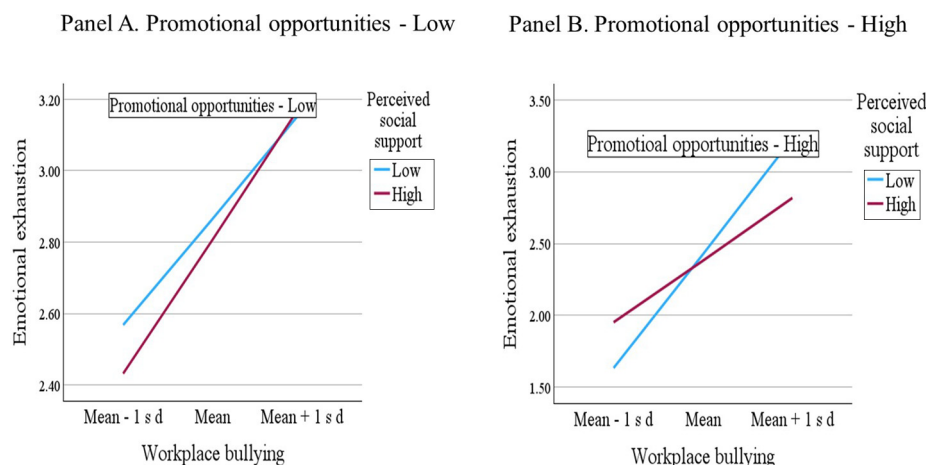 Panel A. Promotional opportunities - Low
Promotional opportunities - Low
Perceived
social
support
Low
High
Emotional exhaustion
3.20
3.00
2.80
2.60
2.40
Mean - 1 s d Mean Mean + 1 s d
Workplace bullying
Panel B. Promotional opportunities - High
Promotioal opportunities - High
Perceived
social
support
Low
High
Emotional exhaustion
3.50
3.00
2.50
2.00
1.50
Mean - 1 s d Mean Mean + 1 s d
Workplace bullying